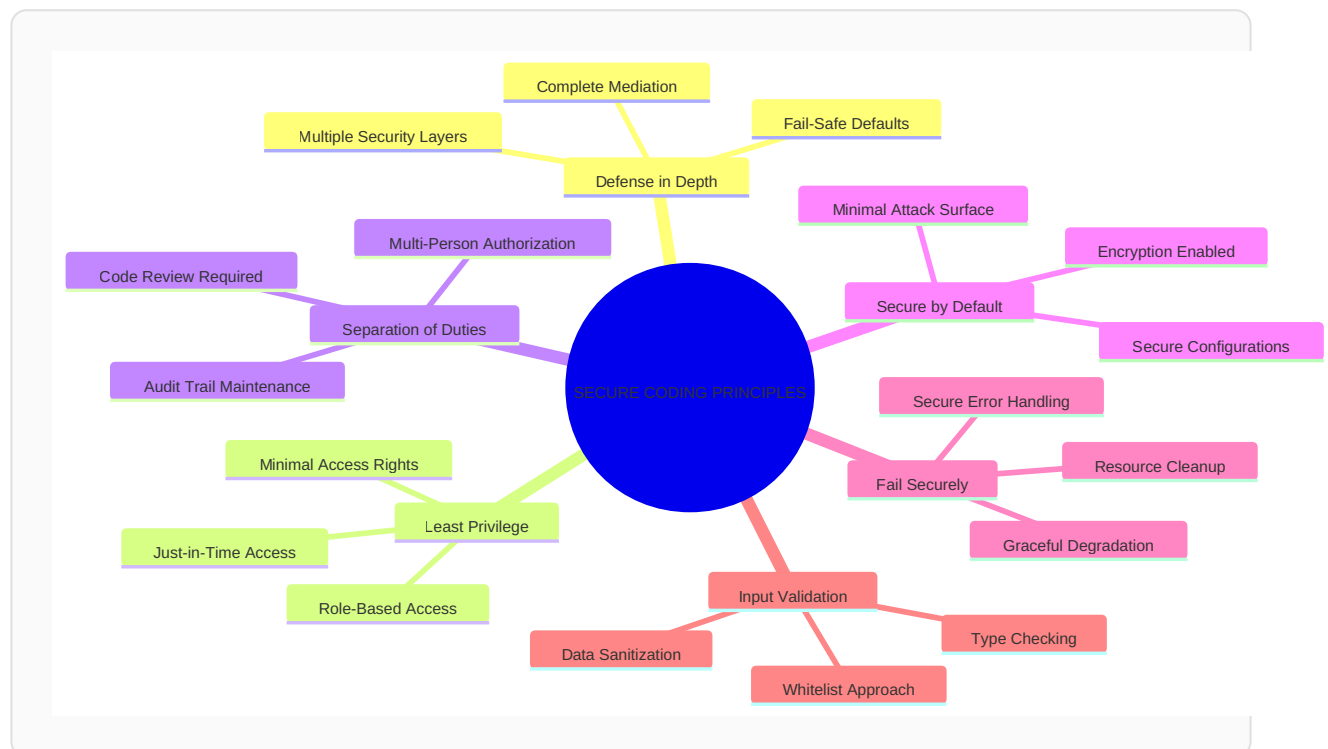 Complete Mediation
Fail-Safe Defaults
Multiple Security Layers
Defense in Depth
Minimal Attack Surface
Multi-Person Authorization
Encryption Enabled
Code Review Required
Secure by Default
Separation of Duties
Secure Configurations
Audit Trail Maintenance
SECURE CODING PRINCIPLES
Secure Error Handling
Minimal Access Rights
Resource Cleanup
Fail Securely
Least Privilege
Graceful Degradation
Just-in-Time Access
Input Validation
Role-Based Access
Type Checking
Data Sanitization
Whitelist Approach